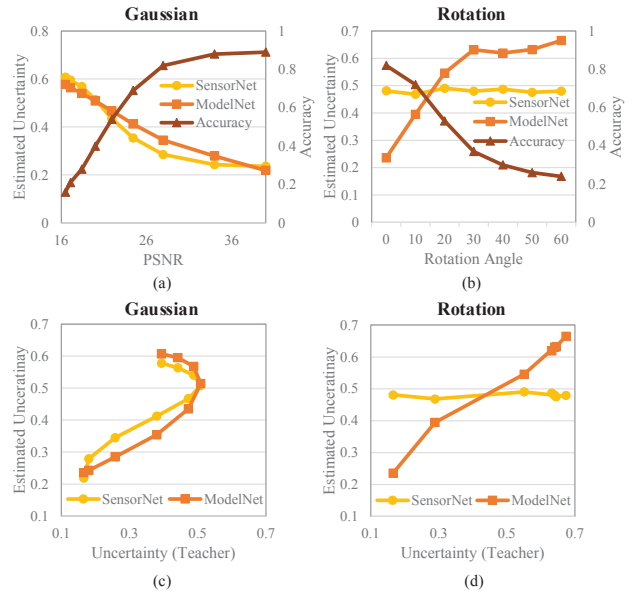 Gaussian
0.8
0.6
0.4
0.2
0
Estimated Uncertainty
1
0.8
0.6
0.4
0.2
0
Accuracy
SensorNet
ModelNet
Accuracy
16
26
36
PSNR
(a)
Rotation
0.7
0.6
0.5
0.4
0.3
0.2
0.1
0
Estimated Uncertainty
1
0.8
0.6
0.4
0.2
0
Accuracy
SensorNet
ModelNet
Accuracy
0 10 20 30 40 50 60
Rotation Angle
(b)
Gaussian
0.7
0.6
0.5
0.4
0.3
0.2
0.1
Estimated Unceratinay
SensorNet ModelNet
0.1 0.3 0.5 0.7
Uncertainty (Teacher)
(c)
Rotation
0.7
0.6
0.5
0.4
0.3
0.2
0.1
Estimated Unceratinay
SensorNet ModelNet
0.1 0.3 0.5 0.7
Uncertainty (Teacher)
(d)